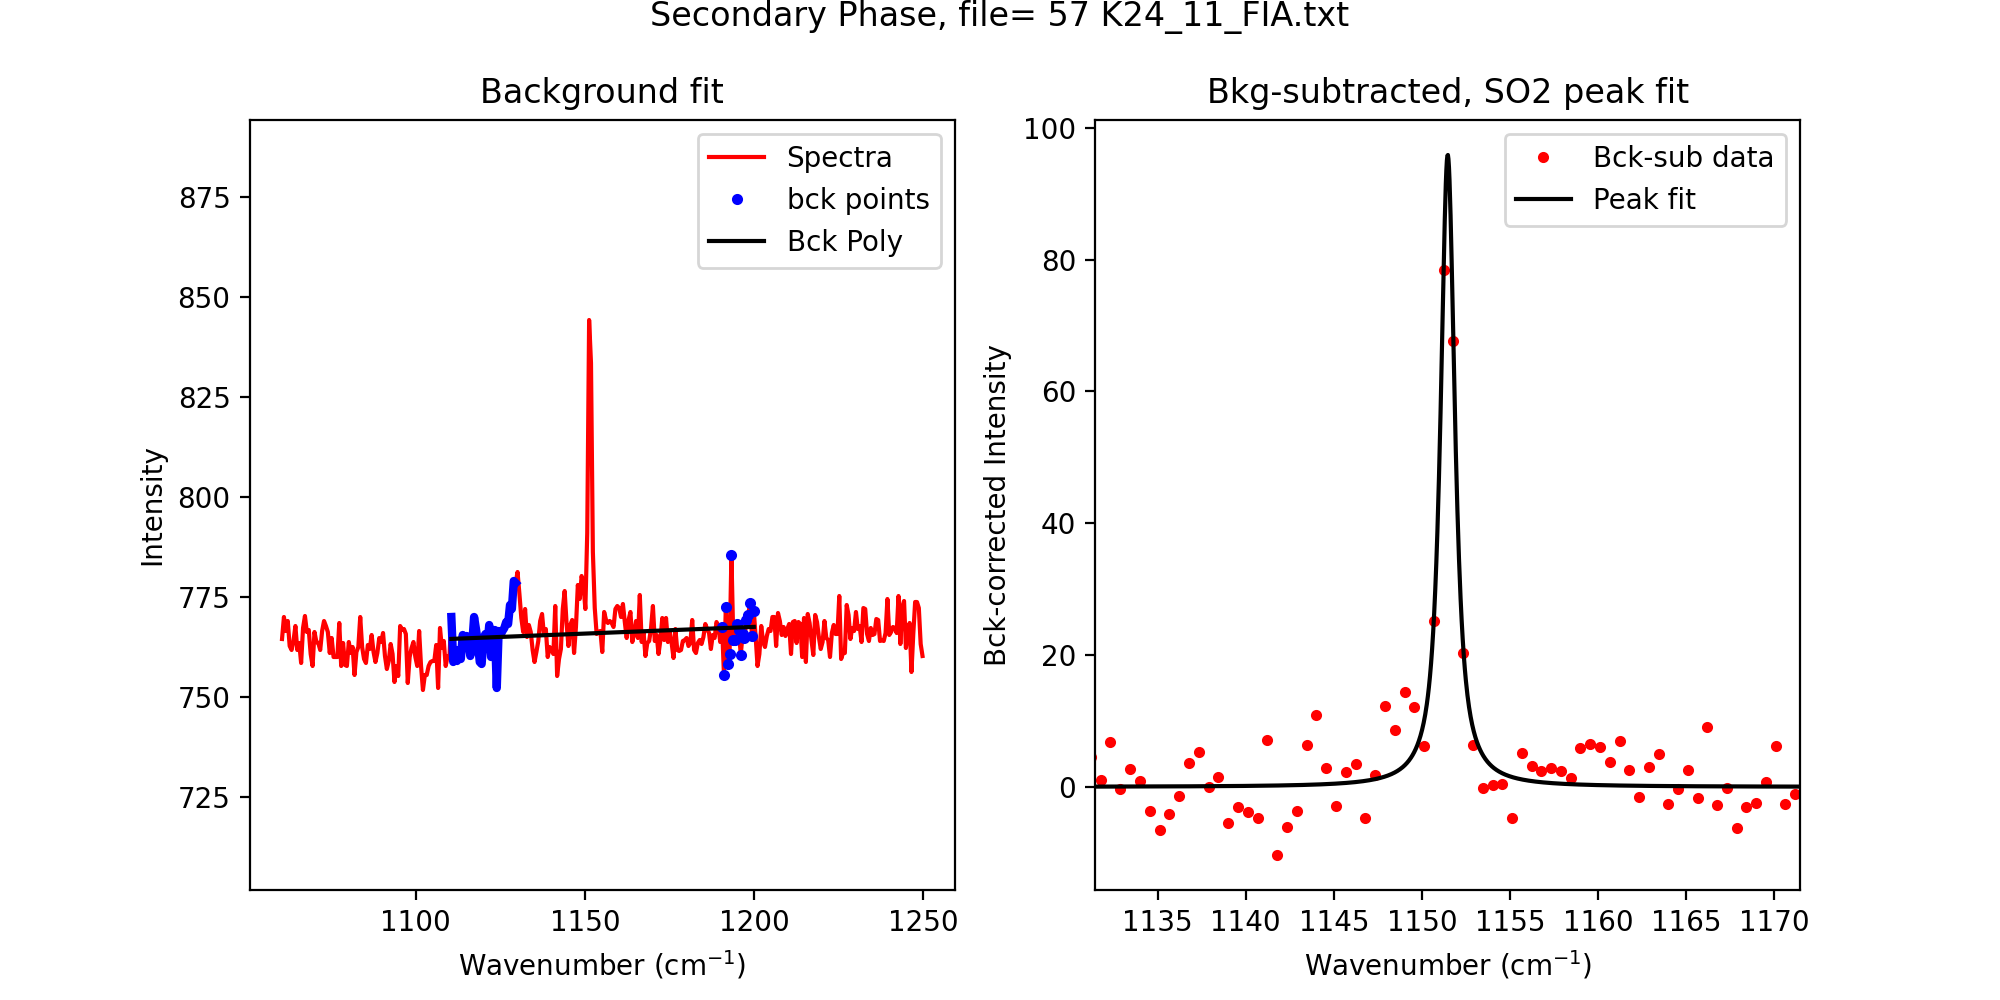 Secondary Phase, file= 57 K24_11_FIA.txt
Background fit
Spectra
bck points
Bck Poly
875
850
825
800
775
750
725
1100
1150
1200
1250
Intensity
Wavenumber (cm⁻¹)
Bkg-subtracted, SO2 peak fit
Bck-sub data
Peak fit
100
80
60
40
20
0
1135
1140
1145
1150
1155
1160
1165
1170
Bck-corrected Intensity
Wavenumber (cm⁻¹)